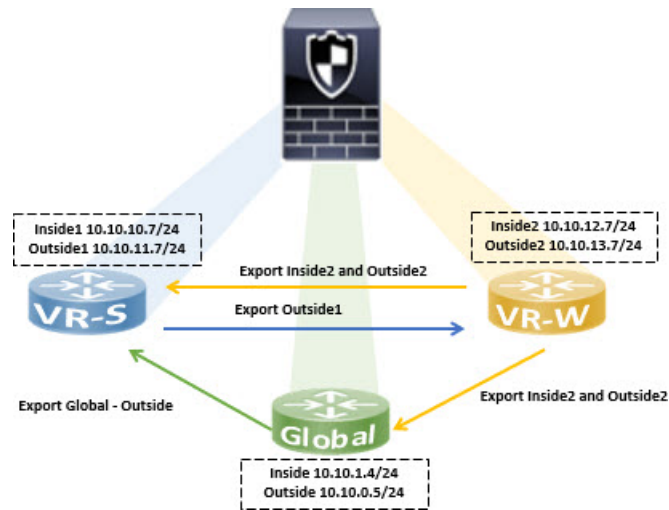 Inside1 10.10.10.7/24
Outside1 10.10.11.7/24
Inside2 10.10.12.7/24
Outside2 10.10.13.7/24
Export Inside2 and Outside2
VR-S
Export Outside1
VR-W
Export Global - Outside
Export Inside2 and Outside2
Global
Inside 10.10.1.4/24
Outside 10.10.0.5/24